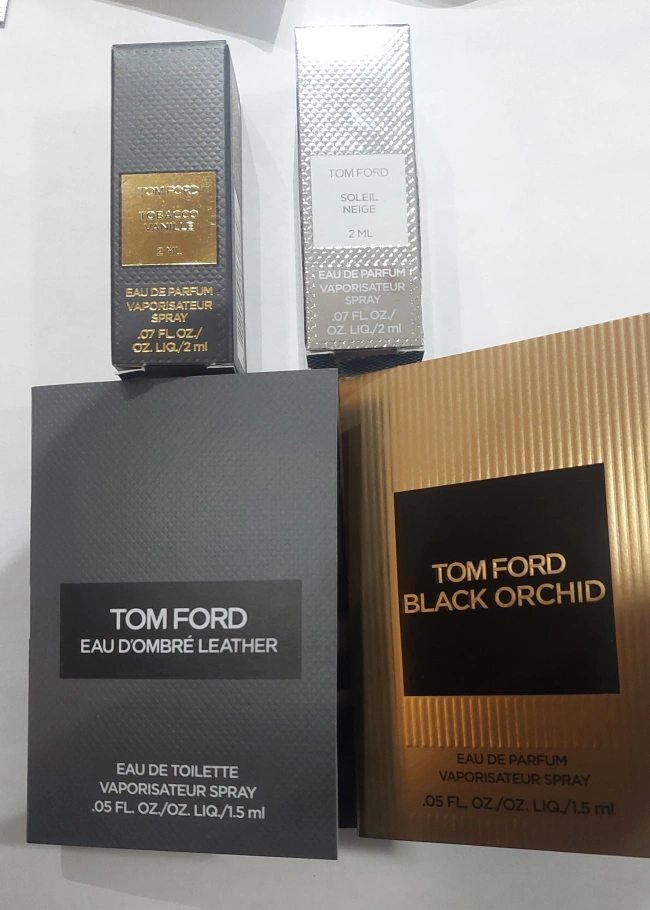 TOM FORD
TOBACCO
VANILLE
2 ML
EAU DE PARFUM
VAPORISATEUR
SPRAY
.07 FL. OZ./
OZ. LIQ./2 ml
TOM FORD
SOLEIL
NEIGE
2 ML
EAU DE PARFUM
VAPORISATEUR
SPRAY
.07 FL. OZ./
OZ. LIQ./2 ml
TOM FORD
EAU D'OMBRÉ LEATHER
EAU DE TOILETTE
VAPORISATEUR SPRAY
.05 FL. OZ./OZ. LIQ./1.5 ml
TOM FORD
BLACK ORCHID
EAU DE PARFUM
VAPORISATEUR SPRAY
.05 FL. OZ./OZ. LIQ./1.5 ml